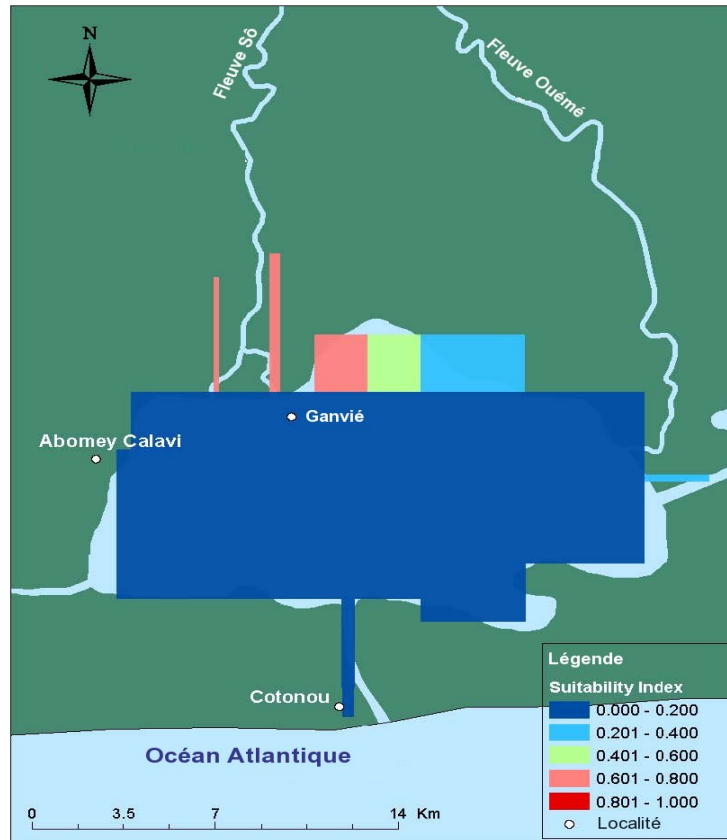 N
Fleuve Sô
Fleuve Ouémé
Ganvié
Abomey Calavi
Cotonou
Océan Atlantique
0 3.5 7 14 Km
Légende
Suitability Index
0.000 - 0.200
0.201 - 0.400
0.401 - 0.600
0.601 - 0.800
0.801 - 1.000
Localité